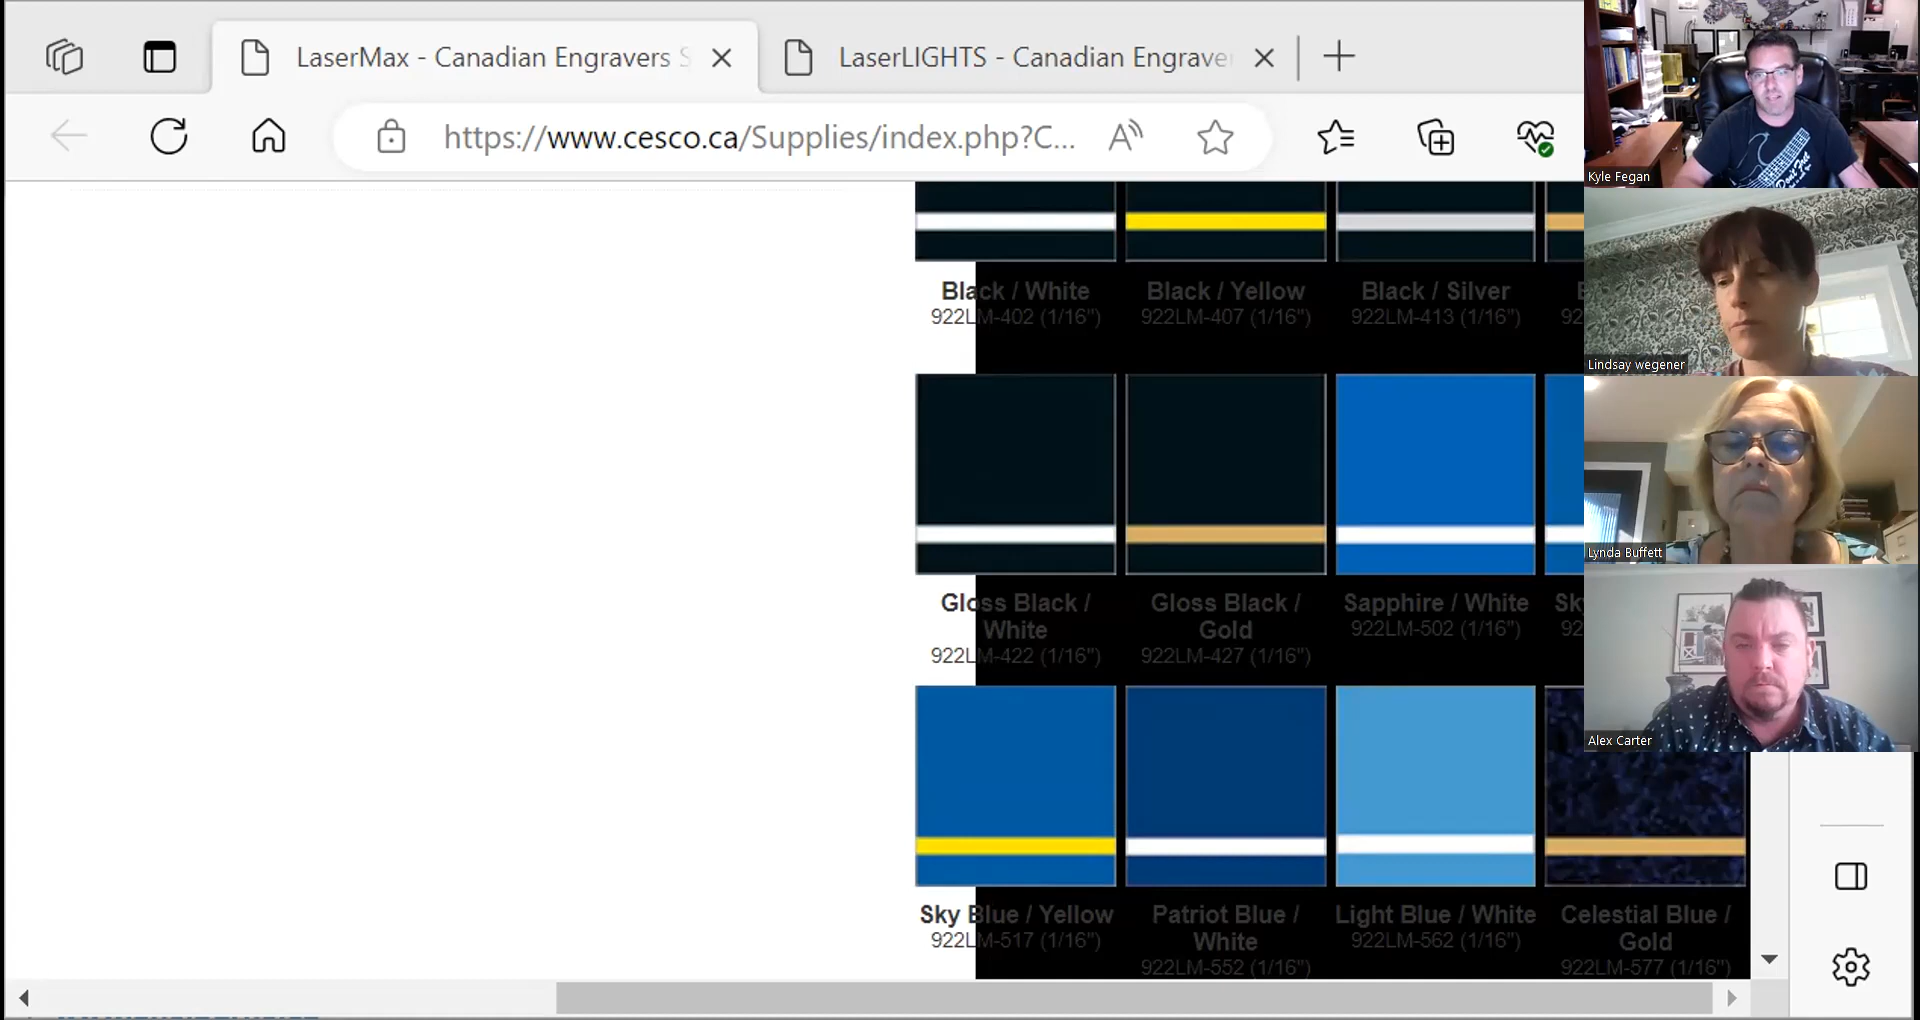 LaserMax - Canadian Engravers S
LaserLIGHTS - Canadian Engrave
https://www.cesco.ca/Supplies/index.php?C...
Kyle Fegan
Lindsay wegener
Lynda Buffett
Alex Carter
Black / White
922LM-402 (1/16")
Black / Yellow
922LM-407 (1/16")
Black / Silver
922LM-413 (1/16")
92
Gloss Black /
White
922LM-422 (1/16")
Gloss Black /
Gold
922LM-427 (1/16")
Sapphire / White
922LM-502 (1/16")
Sk
92
Sky Blue / Yellow
922LM-517 (1/16")
Patriot Blue /
White
922LM-552 (1/16")
Light Blue / White
922LM-562 (1/16")
Celestial Blue /
Gold
922LM-577 (1/16")